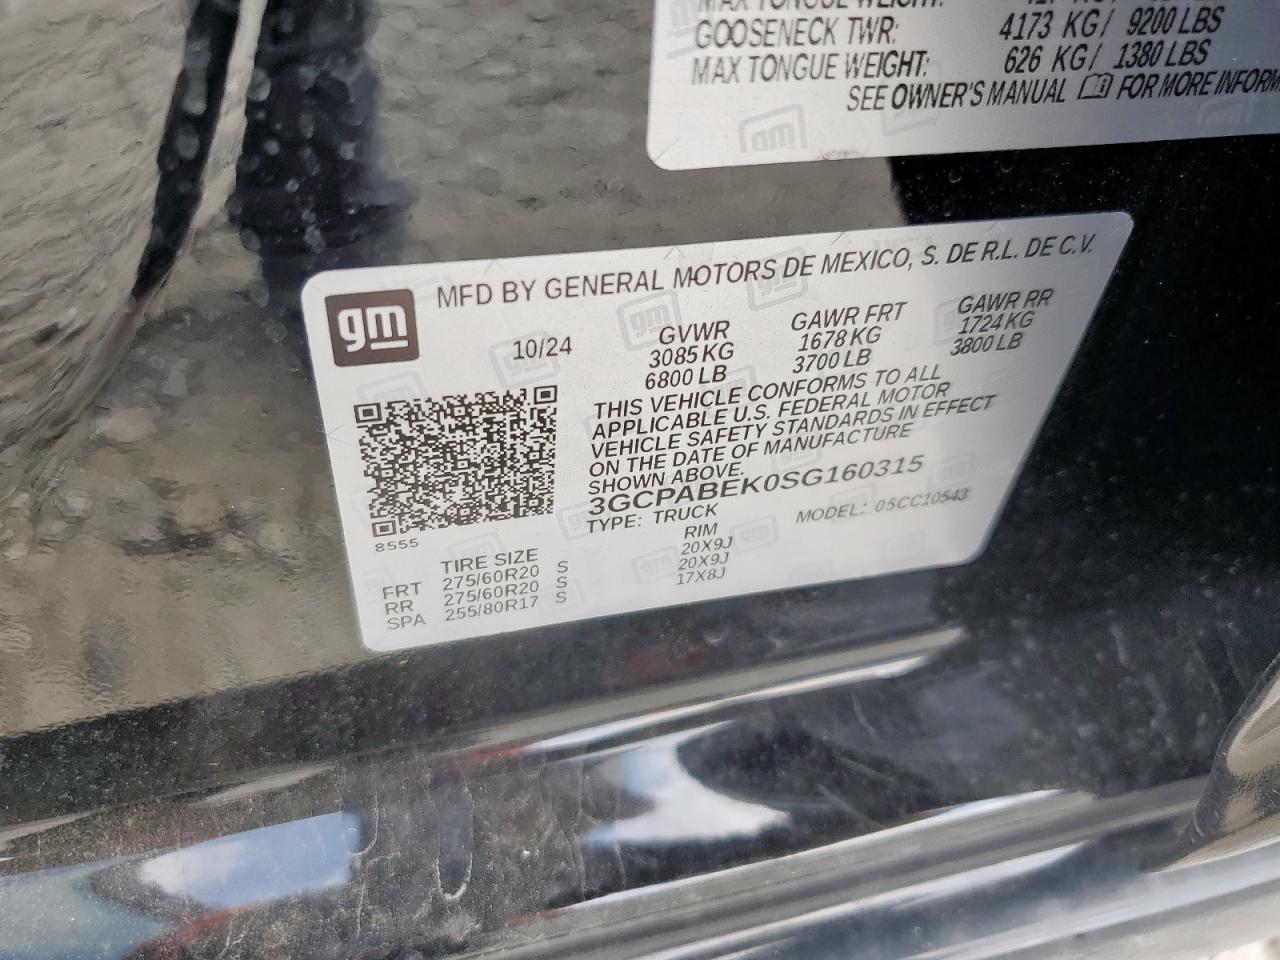 MAX TONGUE WEIGHT:
GOOSENECK TWR: 4173 KG/ 9200 LBS
MAX TONGUE WEIGHT: 626 KG/ 1380 LBS
SEE OWNER'S MANUAL FOR MORE INFORM
gm
MFD BY GENERAL MOTORS DE MEXICO, S. DE R.L. DE C.V.
10/24 GVWR GAWR FRT GAWR RR
3085 KG 1678 KG 1724 KG
6800 LB 3700 LB 3800 LB
THIS VEHICLE CONFORMS TO ALL
APPLICABLE U.S. FEDERAL MOTOR
VEHICLE SAFETY STANDARDS IN EFFECT
ON THE DATE OF MANUFACTURE
SHOWN ABOVE.
3GCPABEK0SG160315
TYPE: TRUCK MODEL: 05CC10543
8555
TIRE SIZE RIM
FRT 275/60R20 S 20X9J
RR 275/60R20 S 20X9J
SPA 255/80R17 S 17X8J